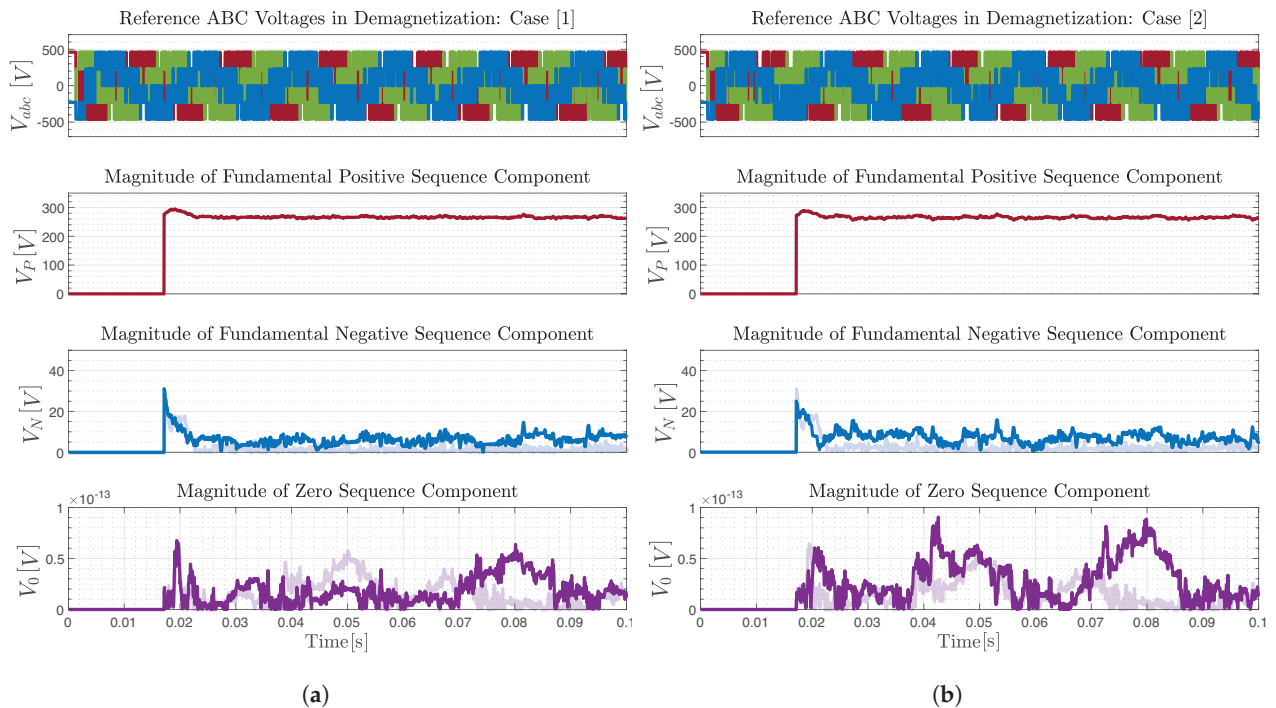 Reference ABC Voltages in Demagnetization: Case [1]
500
0
-500
V_abc [V]
Magnitude of Fundamental Positive Sequence Component
300
200
100
0
V_P [V]
Magnitude of Fundamental Negative Sequence Component
40
20
0
V_N [V]
Magnitude of Zero Sequence Component
×10^-13
1
0.5
0
V_0 [V]
0 0.01 0.02 0.03 0.04 0.05 0.06 0.07 0.08 0.09 0.1
Time[s]
(a)
Reference ABC Voltages in Demagnetization: Case [2]
500
0
-500
V_abc [V]
Magnitude of Fundamental Positive Sequence Component
300
200
100
0
V_P [V]
Magnitude of Fundamental Negative Sequence Component
40
20
0
V_N [V]
Magnitude of Zero Sequence Component
×10^-13
1
0.5
0
V_0 [V]
0 0.01 0.02 0.03 0.04 0.05 0.06 0.07 0.08 0.09 0.1
Time[s]
(b)